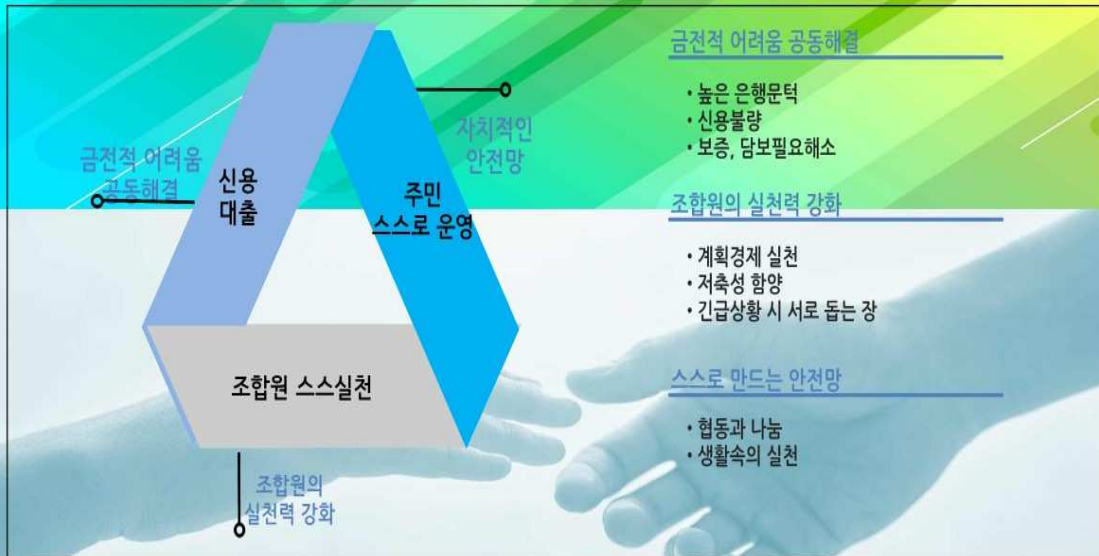 금전적 어려움
공동해결
신용
대출
자치적인
안전망
주민
스스로 운영
조합원 스스실천
조합원의
실천력 강화
금전적 어려움 공동해결
• 높은 은행문턱
• 신용불량
• 보증, 담보필요해소
조합원의 실천력 강화
• 계획경제 실천
• 저축성 함양
• 긴급상황 시 서로 돕는 장
스스로 만드는 안전망
• 협동과 나눔
• 생활속의 실천